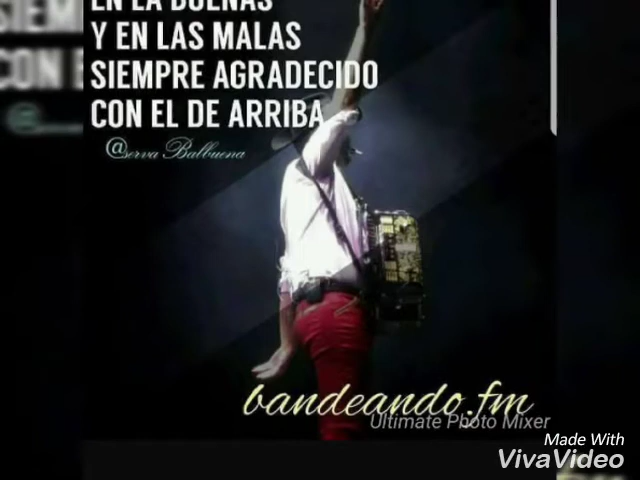 EN LA BUENAS
Y EN LAS MALAS
SIEMPRE AGRADECIDO
CON EL DE ARRIBA
@serva Balbuena
bandeando.fm
Ultimate Photo Mixer
Made With
VivaVideo